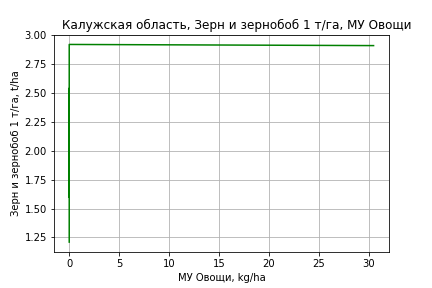 Калужская область, Зерн и зернобоб 1 т/га, МУ Овощи
Зерн и зернобоб 1 т/га, t/ha
3.00
2.75
2.50
2.25
2.00
1.75
1.50
1.25
0 5 10 15 20 25 30
МУ Овощи, kg/ha